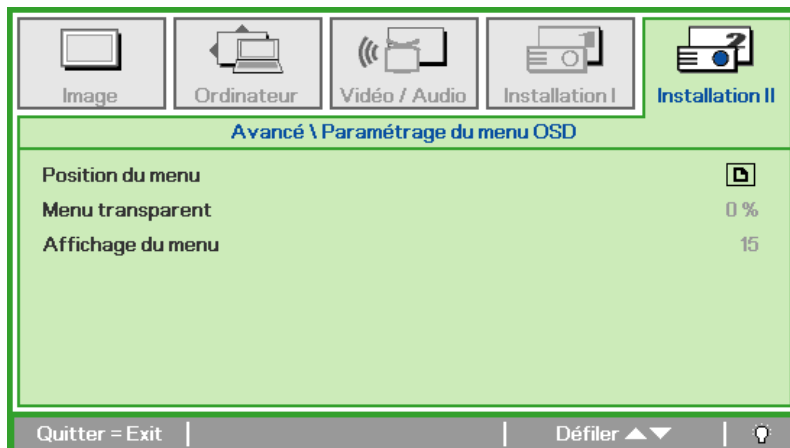 Image
Ordinateur
Vidéo / Audio
Installation I
Installation II
Avancé \ Paramétrage du menu OSD
Position du menu
Menu transparent 0 %
Affichage du menu 15
Quitter = Exit Défiler ▲▼